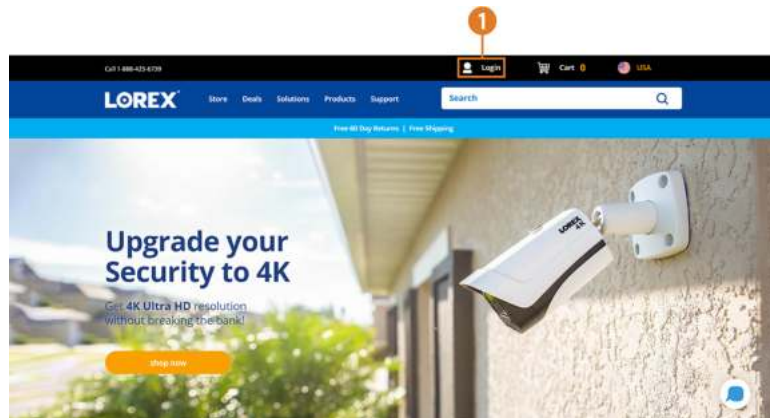 1
Call 1-888-425-6739
Login
Cart 0
USA
LOREX
Store Deals Solutions Products Support
Search
Free 60 Day Returns | Free Shipping
Upgrade your
Security to 4K
Get 4K Ultra HD resolution
without breaking the bank!
shop now
LOREX
4K